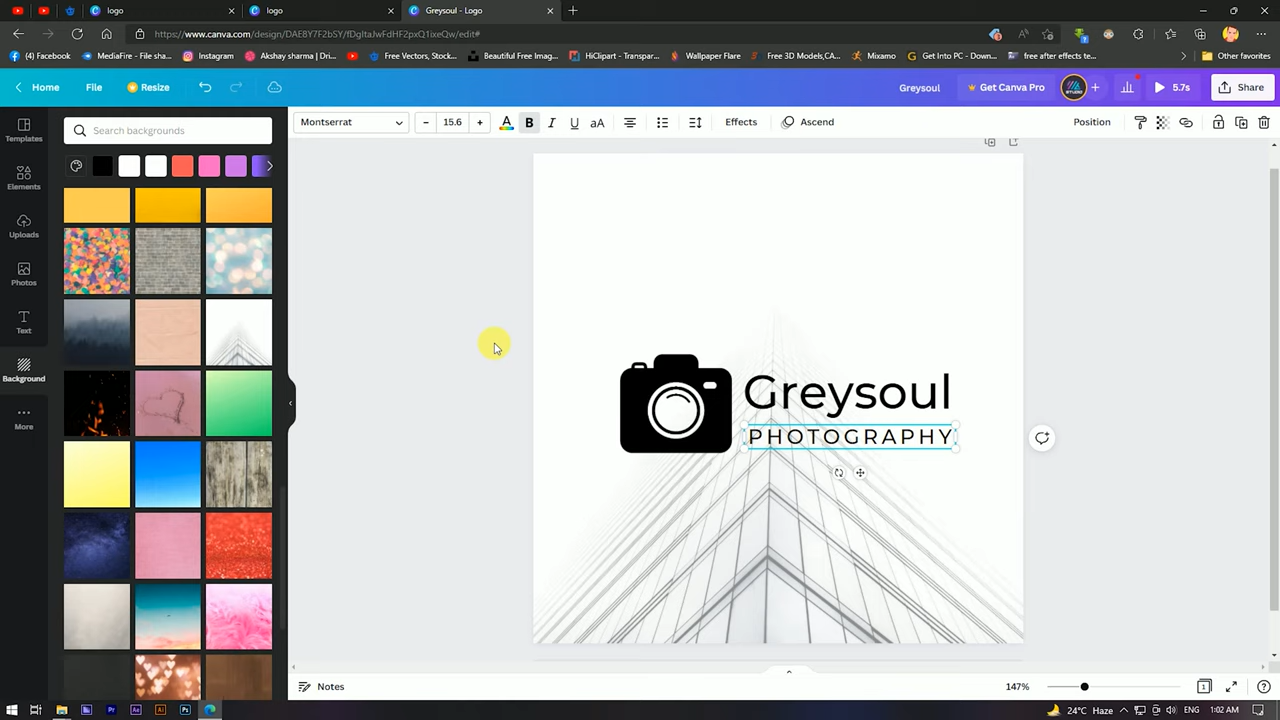 logo
logo
Greysoul - Logo
https://www.canva.com/design/DAE8Y7F2bSY/fDgItaJwFdHF2pxQ1ixeQw/edit#
(4) Facebook
MediaFire - File sha...
Instagram
Akshay sharma | Dri...
Free Vectors, Stock...
Beautiful Free Imag...
HiClipart - Transpar...
Wallpaper Flare
Free 3D Models,CA...
Mixamo
Get Into PC - Down...
free after effects te...
Other favorites
Home
File
Resize
Greysoul
Get Canva Pro
5.7s
Share
Montserrat
15.6
A
B
I
U
aA
Effects
Ascend
Position
Search backgrounds
Templates
Elements
Uploads
Photos
Text
Background
More
Greysoul
PHOTOGRAPHY
Notes
147%
1
24°C Haze
ENG
1:02 AM